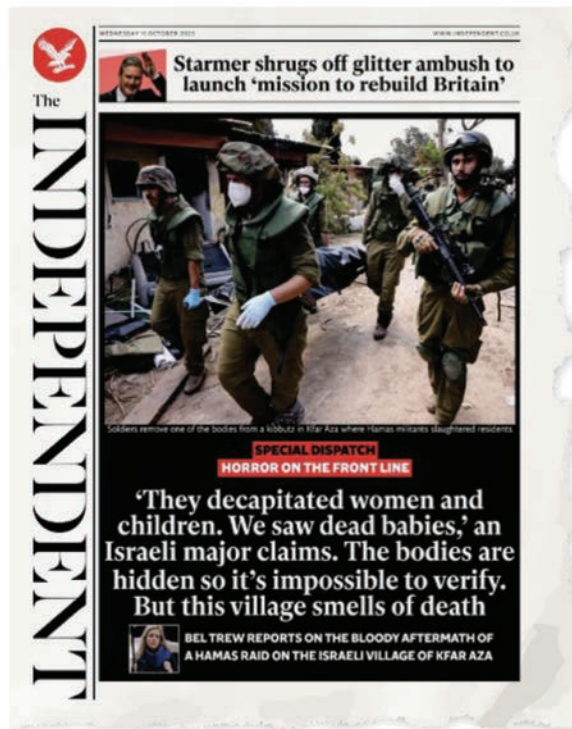 WEDNESDAY 11 OCTOBER 2023
WWW.INDEPENDENT.CO.UK
The
INDEPENDENT
Starmer shrugs off glitter ambush to
launch ‘mission to rebuild Britain’
Soldiers remove one of the bodies from a kibbutz in Kfar Aza where Hamas militants slaughtered residents
SPECIAL DISPATCH
HORROR ON THE FRONT LINE
‘They decapitated women and
children. We saw dead babies,’ an
Israeli major claims. The bodies are
hidden so it’s impossible to verify.
But this village smells of death
BEL TREW REPORTS ON THE BLOODY AFTERMATH OF
A HAMAS RAID ON THE ISRAELI VILLAGE OF KFAR AZA